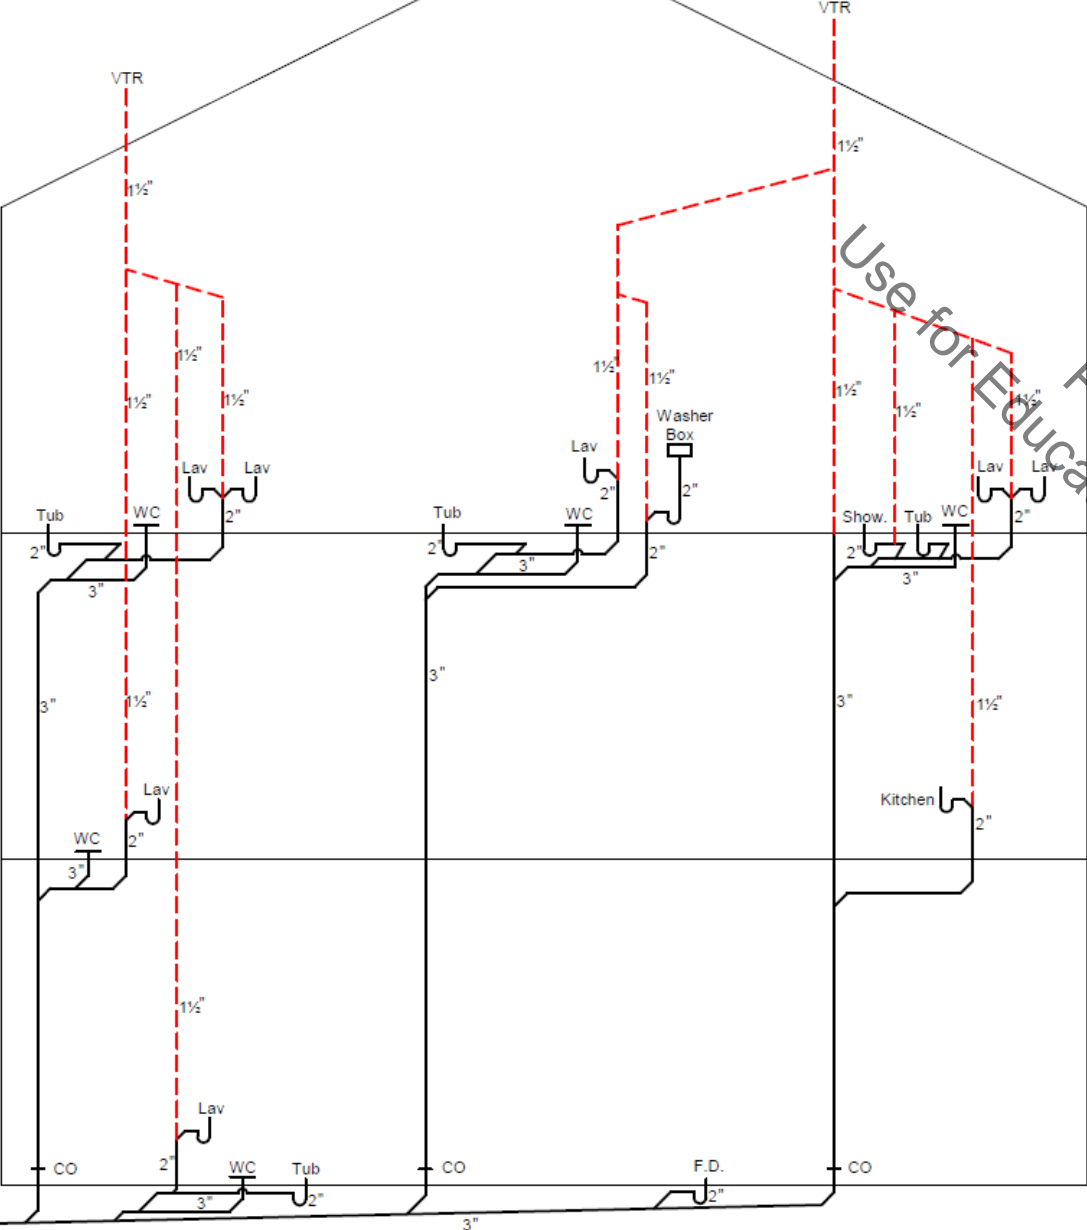 VTR
VTR
1½"
1½"
1½"
1½"
1½"
1½"
1½"
1½"
1½"
1½"
1½"
Use for Educa
Washer
Box
Lav
Lav
Lav
Lav
Lav
2"
2"
2"
2"
Tub
WC
Tub
WC
Show.
Tub
WC
2"
2"
2"
2"
3"
3"
3"
3"
3"
3"
1½"
1½"
Lav
Kitchen
2"
WC
2"
3"
1½"
Lav
2"
CO
WC
Tub
CO
F.D.
CO
3"
2"
2"
3"